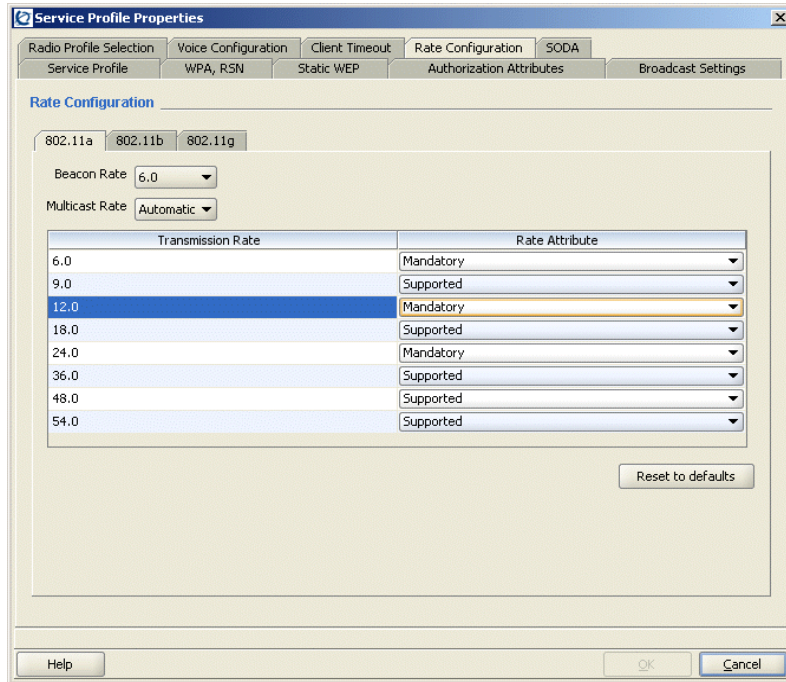 Service Profile Properties
Radio Profile Selection Voice Configuration Client Timeout Rate Configuration SODA
Service Profile WPA, RSN Static WEP Authorization Attributes Broadcast Settings
Rate Configuration
802.11a 802.11b 802.11g
Beacon Rate 6.0
Multicast Rate Automatic
Transmission Rate Rate Attribute
6.0 Mandatory
9.0 Supported
12.0 Mandatory
18.0 Supported
24.0 Mandatory
36.0 Supported
48.0 Supported
54.0 Supported
Reset to defaults
Help OK Cancel